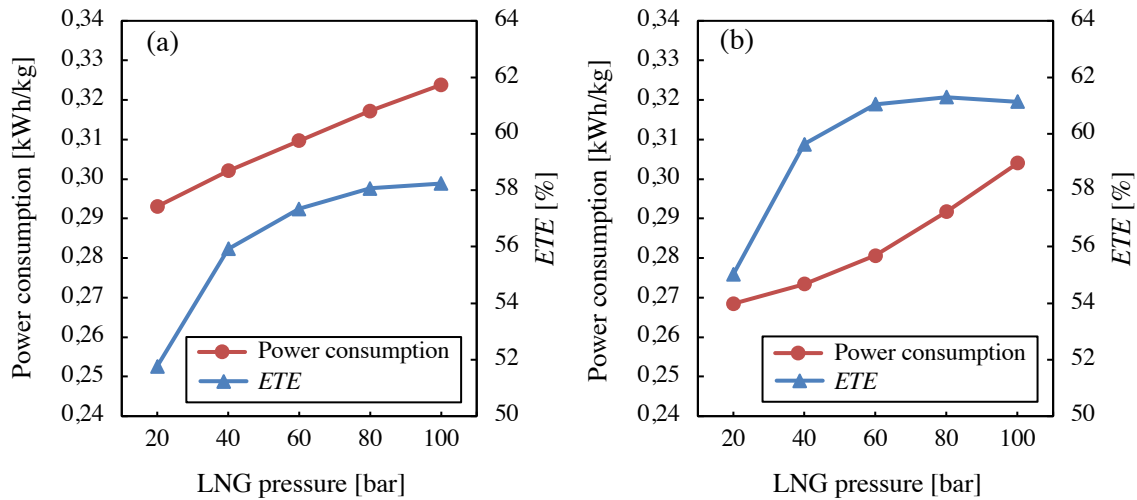 (a)
Power consumption [kWh/kg]
0,34
0,33
0,32
0,31
0,30
0,29
0,28
0,27
0,26
0,25
0,24
64
62
60
58
56
54
52
50
ETE [%]
Power consumption
ETE
20 40 60 80 100
LNG pressure [bar]
(b)
Power consumption [kWh/kg]
0,34
0,33
0,32
0,31
0,30
0,29
0,28
0,27
0,26
0,25
0,24
64
62
60
58
56
54
52
50
ETE [%]
Power consumption
ETE
20 40 60 80 100
LNG pressure [bar]